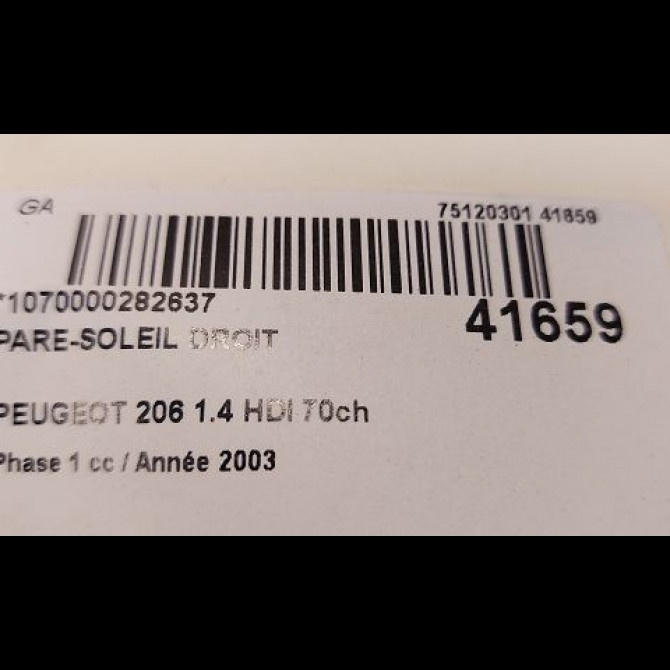 GA 75120301 41659
*1070000282637 41659
PARE-SOLEIL DROIT
PEUGEOT 206 1.4 HDI 70ch
Phase 1 cc / Année 2003